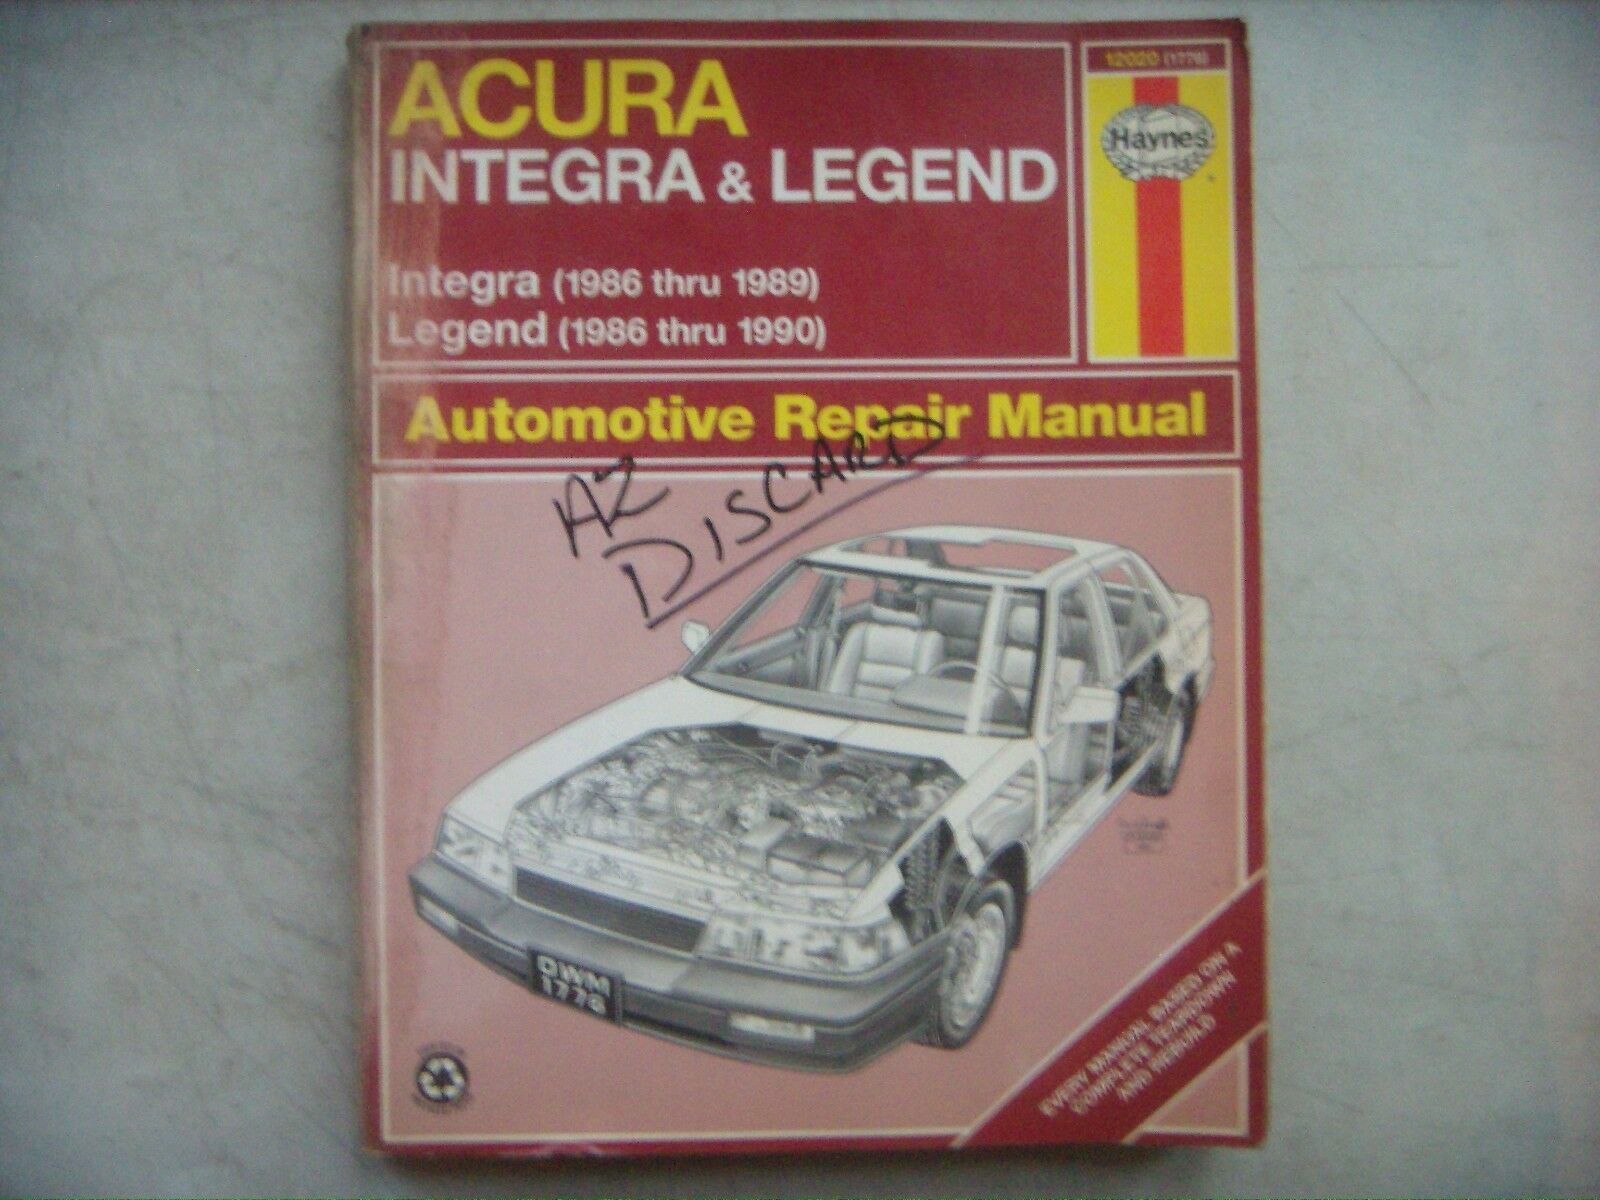 ACURA
INTEGRA & LEGEND
Integra (1986 thru 1989)
Legend (1986 thru 1990)
12020 (1776)
Haynes
Automotive Repair Manual
AZ
DISCARD
DWM
1776
EVERY MANUAL BASED ON A
COMPLETE TEARDOWN
AND REBUILD